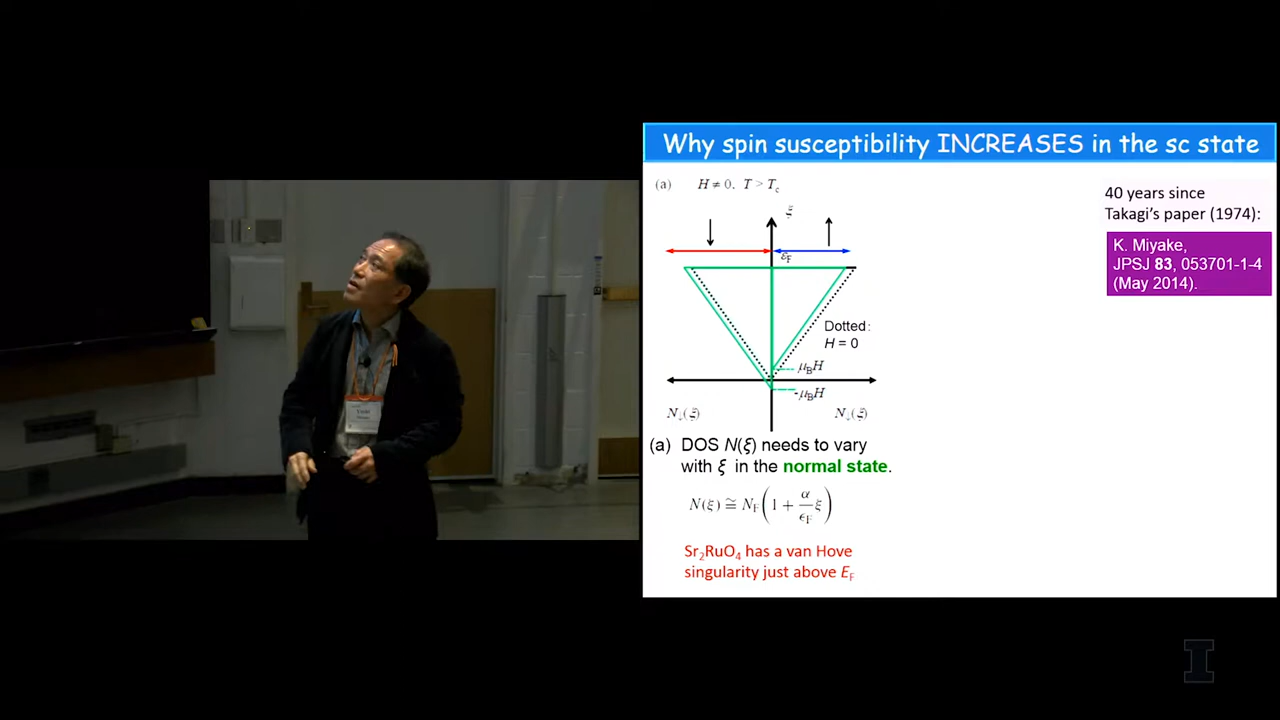 Why spin susceptibility INCREASES in the sc state
(a) H ≠ 0, T > Tc
40 years since
Takagi's paper (1974):
K. Miyake,
JPSJ 83, 053701-1-4
(May 2014).
ξ
↓ ↑
εF
Dotted:
H = 0
μBH
-μBH
(a) DOS N(ξ) needs to vary
with ξ in the normal state.
N(ξ) ≅ NF(1 + α/ϵF ξ)
Sr₂RuO₄ has a van Hove
singularity just above EF
I